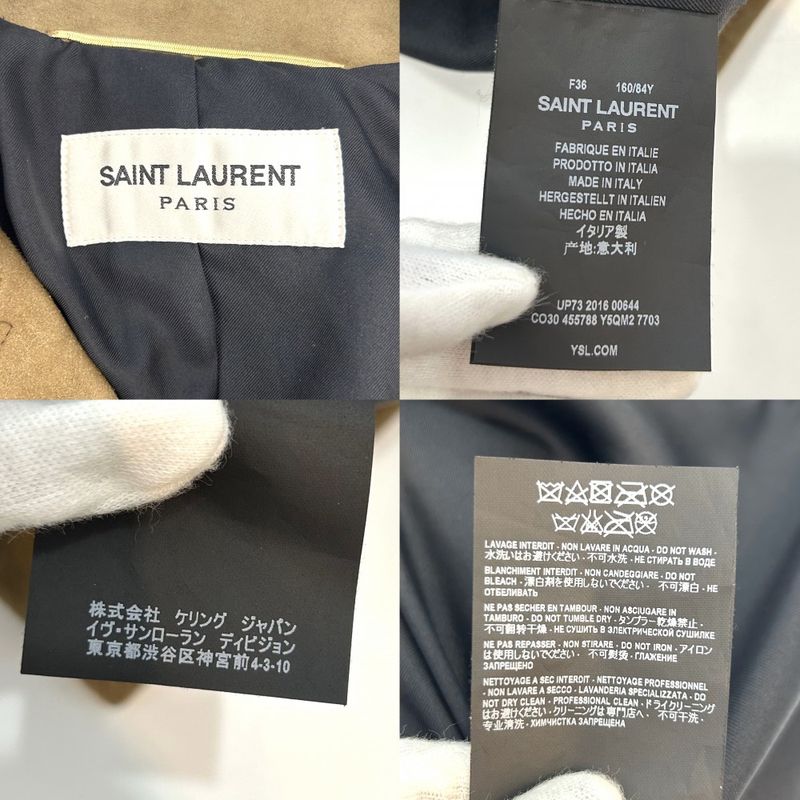 SAINT LAURENT
PARIS
F36 160/84Y
SAINT LAURENT
PARIS
FABRIQUE EN ITALIE
PRODOTTO IN ITALIA
MADE IN ITALY
HERGESTELLT IN ITALIEN
HECHO EN ITALIA
イタリア製
产地:意大利
UP73 2016 00644
CO30 455788 Y5QM2 7703
YSL.COM
株式会社 ケリング ジャパン
イヴ・サンローラン ディビジョン
東京都渋谷区神宮前4-3-10
LAVAGE INTERDIT - NON LAVARE IN ACQUA - DO NOT WASH -
水洗いはお避けください - 不可水洗 - НЕ СТИРАТЬ В ВОДЕ
BLANCHIMENT INTERDIT - NON CANDEGGIARE - DO NOT
BLEACH - 漂白剤を使用しないでください - 不可漂白 - НЕ
ОТБЕЛИВАТЬ
NE PAS SECHER EN TAMBOUR - NON ASCIUGARE IN
TAMBURO - DO NOT TUMBLE DRY - タンブラー乾燥禁止 -
不可翻转干燥 - НЕ СУШИТЬ В ЭЛЕКТРИЧЕСКОЙ СУШИЛКЕ
NE PAS REPASSER - NON STIRARE - DO NOT IRON - アイロン
は使用しないでください - 不可熨烫 - ГЛАЖЕНИЕ
ЗАПРЕЩЕНО
NETTOYAGE A SEC INTERDIT - NETTOYAGE PROFESSIONNEL
- NON LAVARE A SECCO - LAVANDERIA SPECIALIZZATA - DO
NOT DRY CLEAN - PROFESSIONAL CLEAN - ドライクリーニング
はお避けください - クリーニングは専門店へ - 不可干洗 -
专业清洗 - ХИМЧИСТКА ЗАПРЕЩЕНА